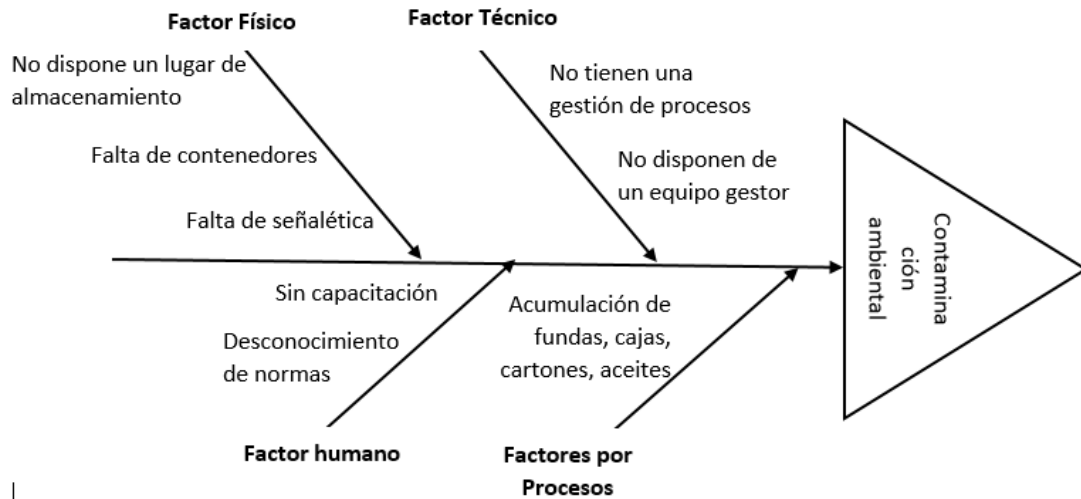 Factor Físico
Factor Técnico
No dispone un lugar de
almacenamiento
Falta de contenedores
Falta de señalética
No tienen una
gestión de procesos
No disponen de
un equipo gestor
Contamina
ción
ambiental
Sin capacitación
Desconocimiento
de normas
Acumulación de
fundas, cajas,
cartones, aceites
Factor humano
Factores por
Procesos